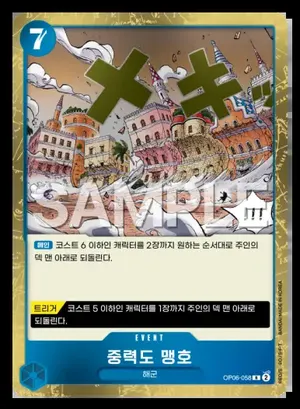 7
メキッ
SAMPLE
메인 코스트 6 이하인 캐릭터를 2장까지 원하는 순서대로 주인의
덱 맨 아래로 되돌린다.
트리거 코스트 5 이하인 캐릭터를 1장까지 주인의 덱 맨 아래로
되돌린다.
EVENT
중력도 맹호
해군
OP06-058 R 2